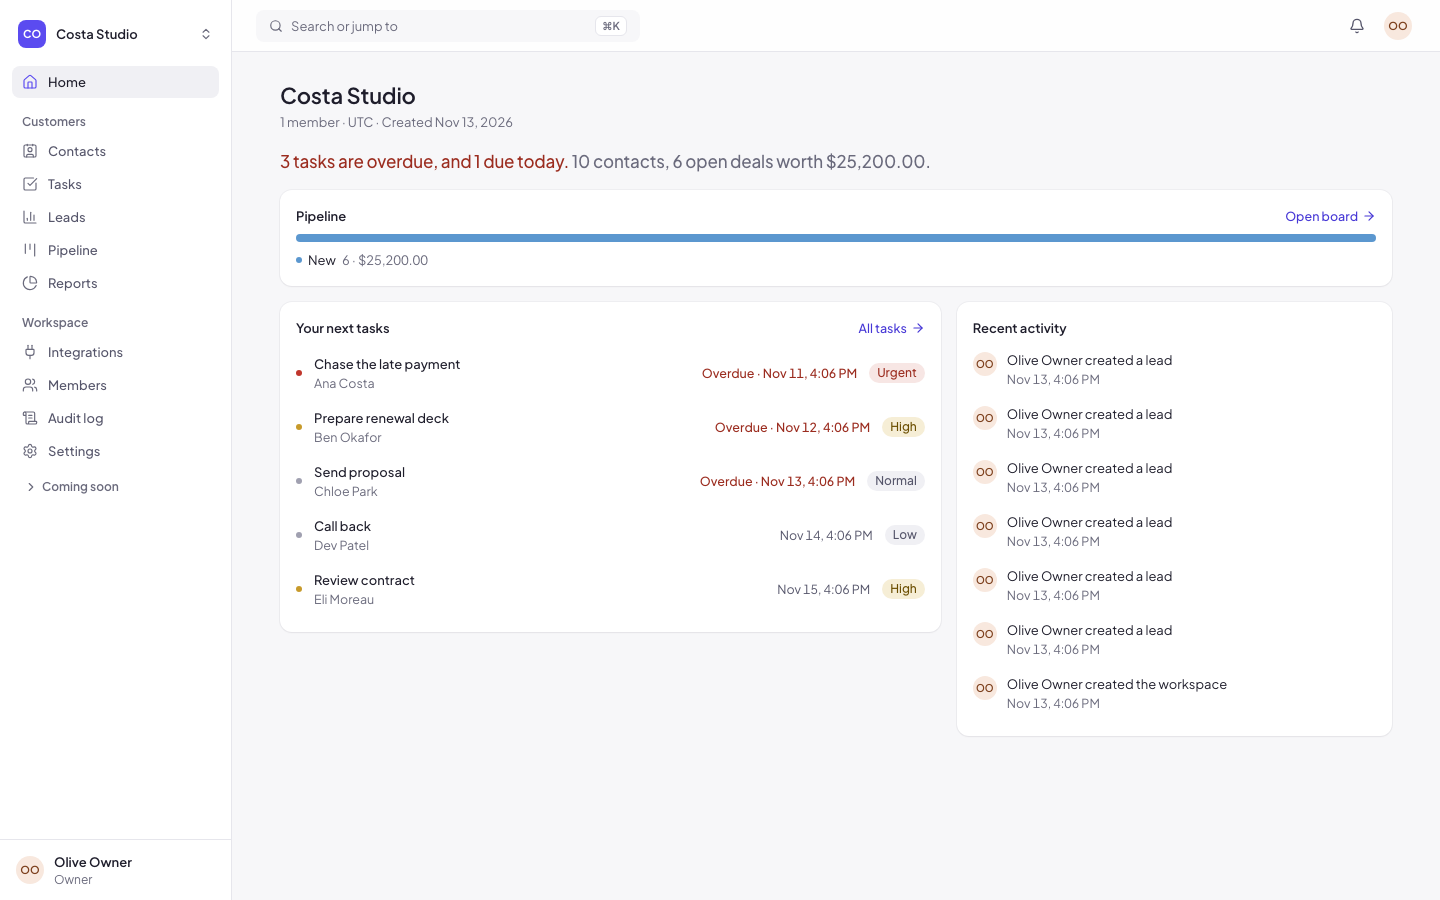 CO Costa Studio
Search or jump to ⌘K
OO
Home
Customers
Contacts
Tasks
Leads
Pipeline
Reports
Workspace
Integrations
Members
Audit log
Settings
Coming soon
OO Olive Owner
Owner
Costa Studio
1 member · UTC · Created Nov 13, 2026
3 tasks are overdue, and 1 due today. 10 contacts, 6 open deals worth $25,200.00.
Pipeline Open board →
New 6 · $25,200.00
Your next tasks All tasks →
Chase the late payment
Ana Costa
Overdue · Nov 11, 4:06 PM Urgent
Prepare renewal deck
Ben Okafor
Overdue · Nov 12, 4:06 PM High
Send proposal
Chloe Park
Overdue · Nov 13, 4:06 PM Normal
Call back
Dev Patel
Nov 14, 4:06 PM Low
Review contract
Eli Moreau
Nov 15, 4:06 PM High
Recent activity
OO Olive Owner created a lead
Nov 13, 4:06 PM
OO Olive Owner created a lead
Nov 13, 4:06 PM
OO Olive Owner created a lead
Nov 13, 4:06 PM
OO Olive Owner created a lead
Nov 13, 4:06 PM
OO Olive Owner created a lead
Nov 13, 4:06 PM
OO Olive Owner created a lead
Nov 13, 4:06 PM
OO Olive Owner created the workspace
Nov 13, 4:06 PM